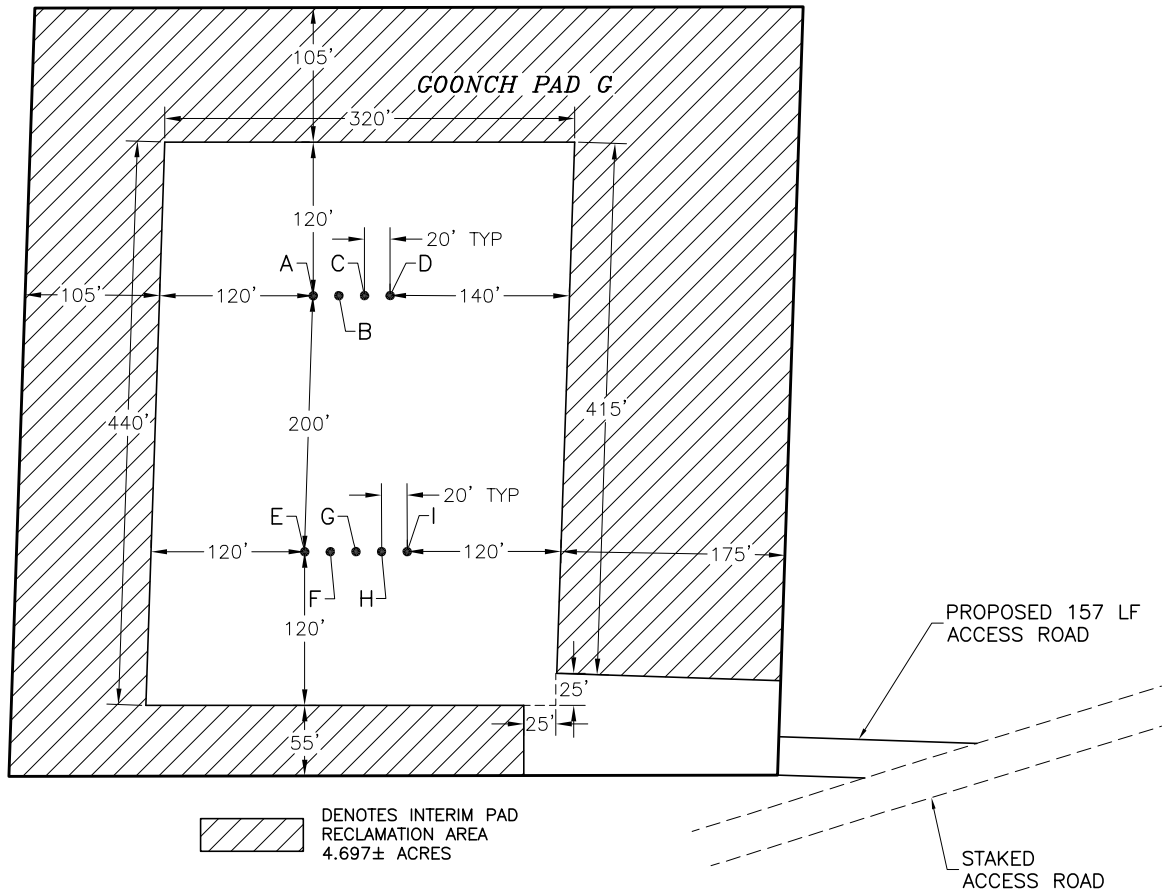 105'
GOONCH PAD G
320'
120'
20' TYP
A
C
D
105'
120'
140'
B
440'
415'
200'
20' TYP
E
G
I
120'
120'
175'
F
H
PROPOSED 157 LF
ACCESS ROAD
120'
25'
25'
55'
DENOTES INTERIM PAD
RECLAMATION AREA
4.697± ACRES
STAKED
ACCESS ROAD